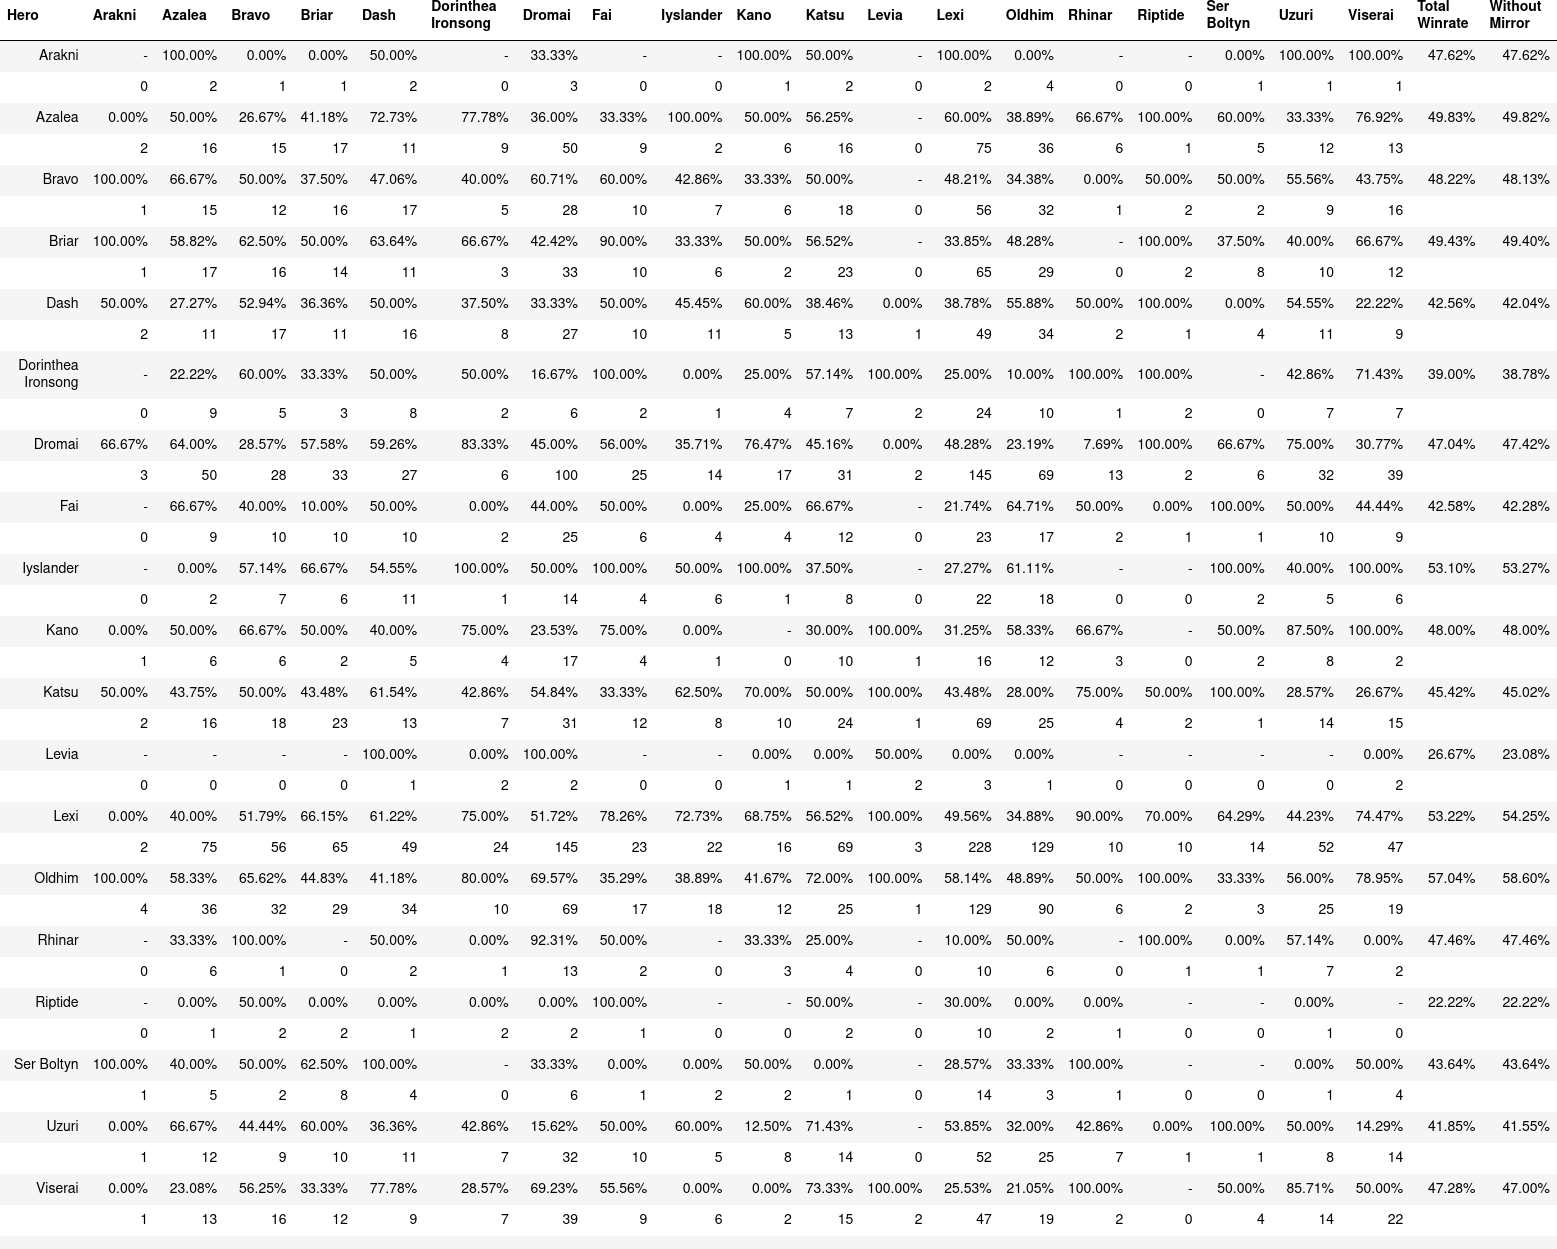 Hero Arakni Azalea Bravo Briar Dash Dorinthea Ironsong Dromai Fai Iyslander Kano Katsu Levia Lexi Oldhim Rhinar Riptide Ser Boltyn Uzuri Viserai Total Winrate Without Mirror
Arakni - 100.00% 0.00% 0.00% 50.00% - 33.33% - - 100.00% 50.00% - 100.00% 0.00% - - 0.00% 100.00% 100.00% 47.62% 47.62%
0 2 1 1 2 0 3 0 0 1 2 0 2 4 0 0 1 1 1
Azalea 0.00% 50.00% 26.67% 41.18% 72.73% 77.78% 36.00% 33.33% 100.00% 50.00% 56.25% - 60.00% 38.89% 66.67% 100.00% 60.00% 33.33% 76.92% 49.83% 49.82%
2 16 15 17 11 9 50 9 2 6 16 0 75 36 6 1 5 12 13
Bravo 100.00% 66.67% 50.00% 37.50% 47.06% 40.00% 60.71% 60.00% 42.86% 33.33% 50.00% - 48.21% 34.38% 0.00% 50.00% 50.00% 55.56% 43.75% 48.22% 48.13%
1 15 12 16 17 5 28 10 7 6 18 0 56 32 1 2 2 9 16
Briar 100.00% 58.82% 62.50% 50.00% 63.64% 66.67% 42.42% 90.00% 33.33% 50.00% 56.52% - 33.85% 48.28% - 100.00% 37.50% 40.00% 66.67% 49.43% 49.40%
1 17 16 14 11 3 33 10 6 2 23 0 65 29 0 2 8 10 12
Dash 50.00% 27.27% 52.94% 36.36% 50.00% 37.50% 33.33% 50.00% 45.45% 60.00% 38.46% 0.00% 38.78% 55.88% 50.00% 100.00% 0.00% 54.55% 22.22% 42.56% 42.04%
2 11 17 11 16 8 27 10 11 5 13 1 49 34 2 1 4 11 9
Dorinthea Ironsong - 22.22% 60.00% 33.33% 50.00% 50.00% 16.67% 100.00% 0.00% 25.00% 57.14% 100.00% 25.00% 10.00% 100.00% 100.00% - 42.86% 71.43% 39.00% 38.78%
0 9 5 3 8 2 6 2 1 4 7 2 24 10 1 2 0 7 7
Dromai 66.67% 64.00% 28.57% 57.58% 59.26% 83.33% 45.00% 56.00% 35.71% 76.47% 45.16% 0.00% 48.28% 23.19% 7.69% 100.00% 66.67% 75.00% 30.77% 47.04% 47.42%
3 50 28 33 27 6 100 25 14 17 31 2 145 69 13 2 6 32 39
Fai - 66.67% 40.00% 10.00% 50.00% 0.00% 44.00% 50.00% 0.00% 25.00% 66.67% - 21.74% 64.71% 50.00% 0.00% 100.00% 50.00% 44.44% 42.58% 42.28%
0 9 10 10 10 2 25 6 4 4 12 0 23 17 2 1 1 10 9
Iyslander - 0.00% 57.14% 66.67% 54.55% 100.00% 50.00% 100.00% 50.00% 100.00% 37.50% - 27.27% 61.11% - - 100.00% 40.00% 100.00% 53.10% 53.27%
0 2 7 6 11 1 14 4 6 1 8 0 22 18 0 0 2 5 6
Kano 0.00% 50.00% 66.67% 50.00% 40.00% 75.00% 23.53% 75.00% 0.00% - 30.00% 100.00% 31.25% 58.33% 66.67% - 50.00% 87.50% 100.00% 48.00% 48.00%
1 6 6 2 5 4 17 4 1 0 10 1 16 12 3 0 2 8 2
Katsu 50.00% 43.75% 50.00% 43.48% 61.54% 42.86% 54.84% 33.33% 62.50% 70.00% 50.00% 100.00% 43.48% 28.00% 75.00% 50.00% 100.00% 28.57% 26.67% 45.42% 45.02%
2 16 18 23 13 7 31 12 8 10 24 1 69 25 4 2 1 14 15
Levia - - - - 100.00% 0.00% 100.00% - - 0.00% 0.00% 50.00% 0.00% 0.00% - - - - 0.00% 26.67% 23.08%
0 0 0 0 1 2 2 0 0 1 1 2 3 1 0 0 0 0 2
Lexi 0.00% 40.00% 51.79% 66.15% 61.22% 75.00% 51.72% 78.26% 72.73% 68.75% 56.52% 100.00% 49.56% 34.88% 90.00% 70.00% 64.29% 44.23% 74.47% 53.22% 54.25%
2 75 56 65 49 24 145 23 22 16 69 3 228 129 10 10 14 52 47
Oldhim 100.00% 58.33% 65.62% 44.83% 41.18% 80.00% 69.57% 35.29% 38.89% 41.67% 72.00% 100.00% 58.14% 48.89% 50.00% 100.00% 33.33% 56.00% 78.95% 57.04% 58.60%
4 36 32 29 34 10 69 17 18 12 25 1 129 90 6 2 3 25 19
Rhinar - 33.33% 100.00% - 50.00% 0.00% 92.31% 50.00% - 33.33% 25.00% - 10.00% 50.00% - 100.00% 0.00% 57.14% 0.00% 47.46% 47.46%
0 6 1 0 2 1 13 2 0 3 4 0 10 6 0 1 1 7 2
Riptide - 0.00% 50.00% 0.00% 0.00% 0.00% 0.00% 100.00% - - 50.00% - 30.00% 0.00% 0.00% - - 0.00% - 22.22% 22.22%
0 1 2 2 1 2 2 1 0 0 2 0 10 2 1 0 0 1 0
Ser Boltyn 100.00% 40.00% 50.00% 62.50% 100.00% - 33.33% 0.00% 0.00% 50.00% 0.00% - 28.57% 33.33% 100.00% - - 0.00% 50.00% 43.64% 43.64%
1 5 2 8 4 0 6 1 2 2 1 0 14 3 1 0 0 1 4
Uzuri 0.00% 66.67% 44.44% 60.00% 36.36% 42.86% 15.62% 50.00% 60.00% 12.50% 71.43% - 53.85% 32.00% 42.86% 0.00% 100.00% 50.00% 14.29% 41.85% 41.55%
1 12 9 10 11 7 32 10 5 8 14 0 52 25 7 1 1 8 14
Viserai 0.00% 23.08% 56.25% 33.33% 77.78% 28.57% 69.23% 55.56% 0.00% 0.00% 73.33% 100.00% 25.53% 21.05% 100.00% - 50.00% 85.71% 50.00% 47.28% 47.00%
1 13 16 12 9 7 39 9 6 2 15 2 47 19 2 0 4 14 22